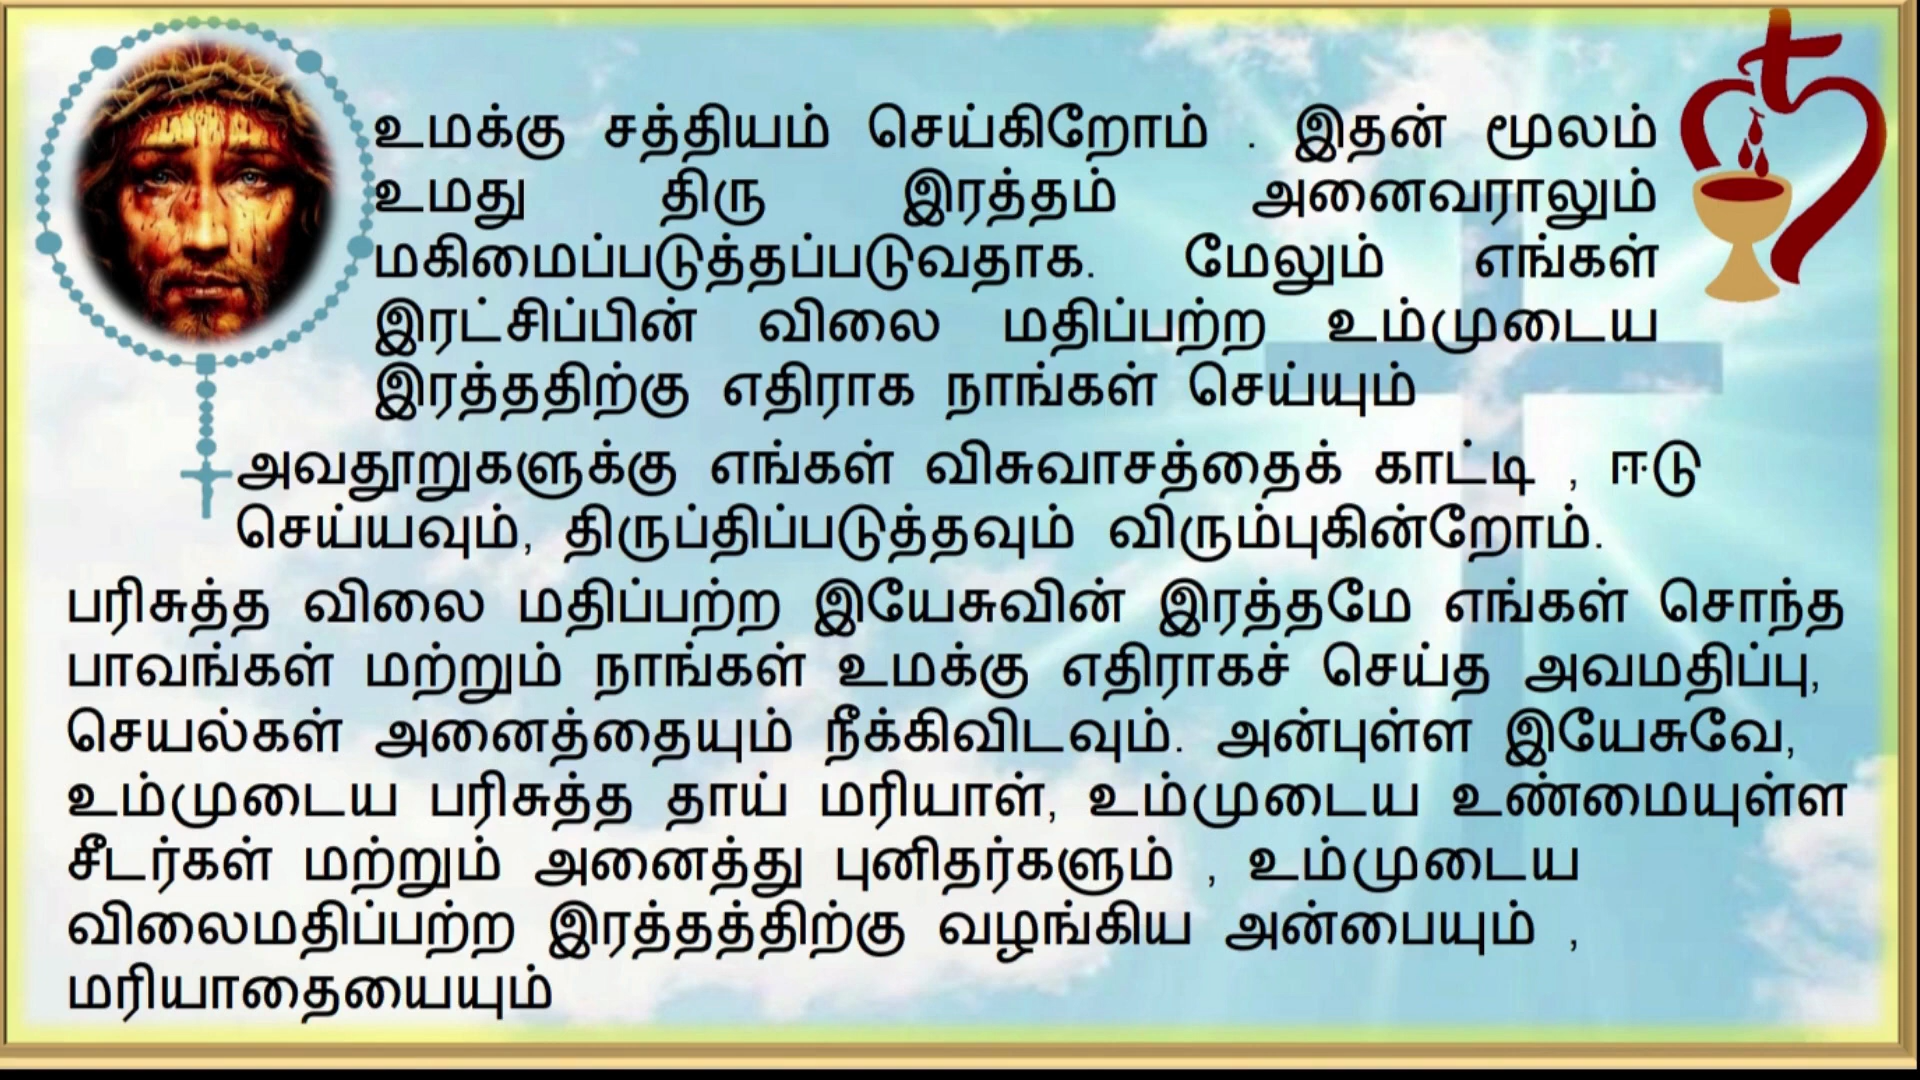 உமக்கு சத்தியம் செய்கிறோம் . இதன் மூலம்
உமது திரு இரத்தம் அனைவராலும்
மகிமைப்படுத்தப்படுவதாக. மேலும் எங்கள்
இரட்சிப்பின் விலை மதிப்பற்ற உம்முடைய
இரத்ததிற்கு எதிராக நாங்கள் செய்யும்
அவதூறுகளுக்கு எங்கள் விசுவாசத்தைக் காட்டி , ஈடு
செய்யவும், திருப்திப்படுத்தவும் விரும்புகின்றோம்.
பரிசுத்த விலை மதிப்பற்ற இயேசுவின் இரத்தமே எங்கள் சொந்த
பாவங்கள் மற்றும் நாங்கள் உமக்கு எதிராகச் செய்த அவமதிப்பு,
செயல்கள் அனைத்தையும் நீக்கிவிடவும். அன்புள்ள இயேசுவே,
உம்முடைய பரிசுத்த தாய் மரியாள், உம்முடைய உண்மையுள்ள
சீடர்கள் மற்றும் அனைத்து புனிதர்களும் , உம்முடைய
விலைமதிப்பற்ற இரத்தத்திற்கு வழங்கிய அன்பையும் ,
மரியாதையையும்